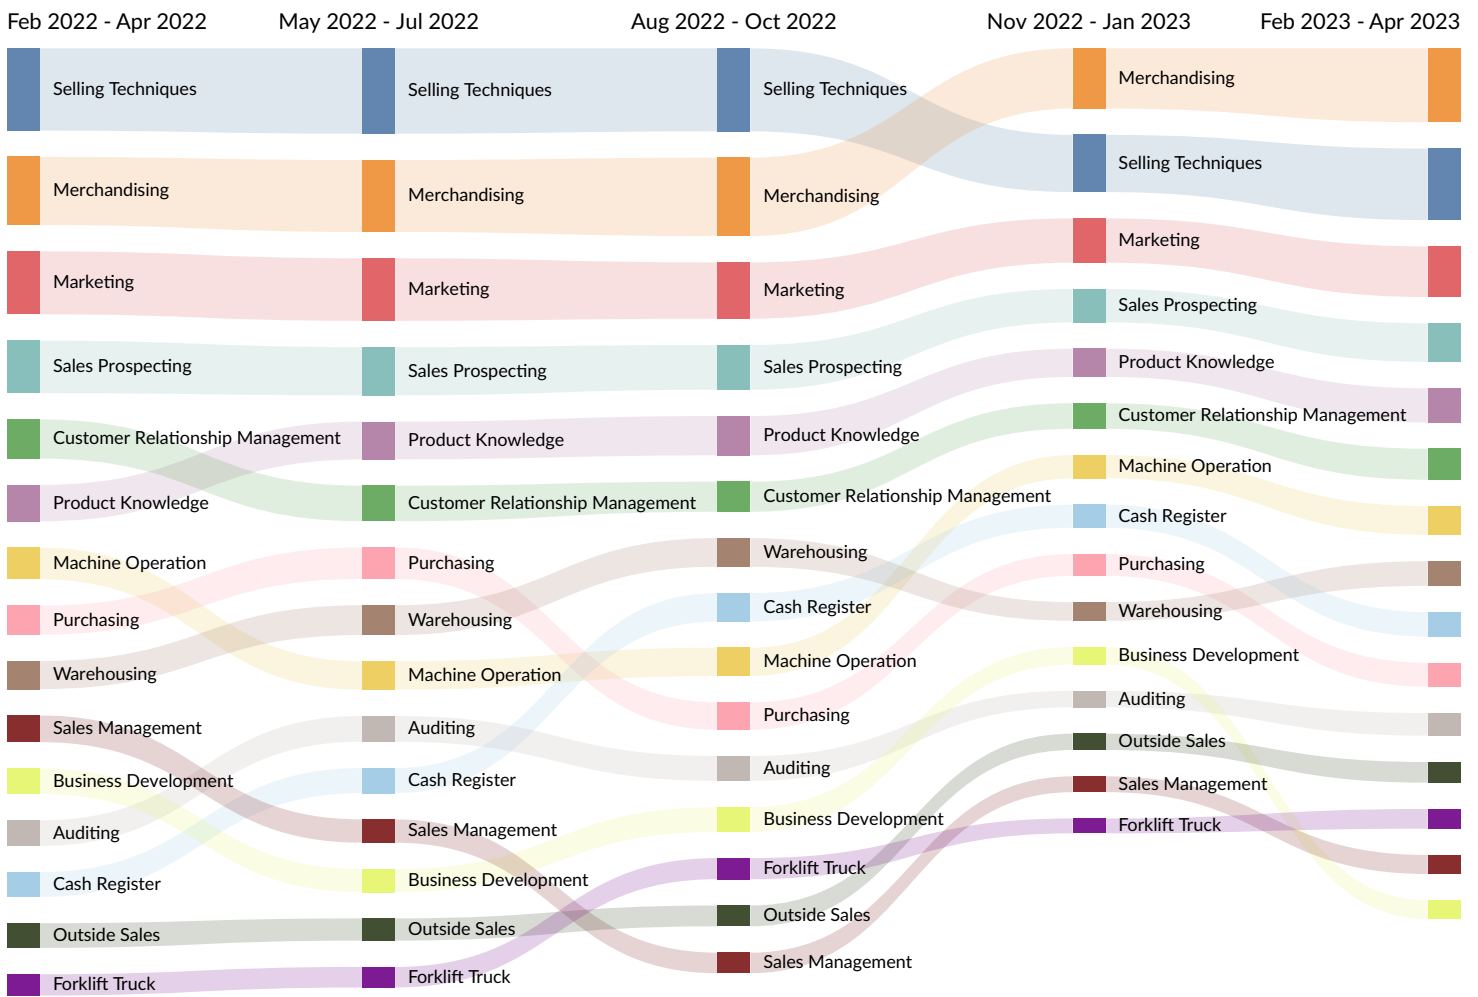 Feb 2022 - Apr 2022
May 2022 - Jul 2022
Aug 2022 - Oct 2022
Nov 2022 - Jan 2023
Feb 2023 - Apr 2023
Selling Techniques
Merchandising
Marketing
Sales Prospecting
Customer Relationship Management
Product Knowledge
Machine Operation
Purchasing
Warehousing
Sales Management
Business Development
Auditing
Cash Register
Outside Sales
Forklift Truck
Selling Techniques
Merchandising
Marketing
Sales Prospecting
Product Knowledge
Customer Relationship Management
Purchasing
Warehousing
Machine Operation
Auditing
Cash Register
Sales Management
Business Development
Outside Sales
Forklift Truck
Selling Techniques
Merchandising
Marketing
Sales Prospecting
Product Knowledge
Customer Relationship Management
Warehousing
Cash Register
Machine Operation
Purchasing
Auditing
Business Development
Forklift Truck
Outside Sales
Sales Management
Merchandising
Selling Techniques
Marketing
Sales Prospecting
Product Knowledge
Customer Relationship Management
Machine Operation
Cash Register
Purchasing
Warehousing
Business Development
Auditing
Outside Sales
Sales Management
Forklift Truck